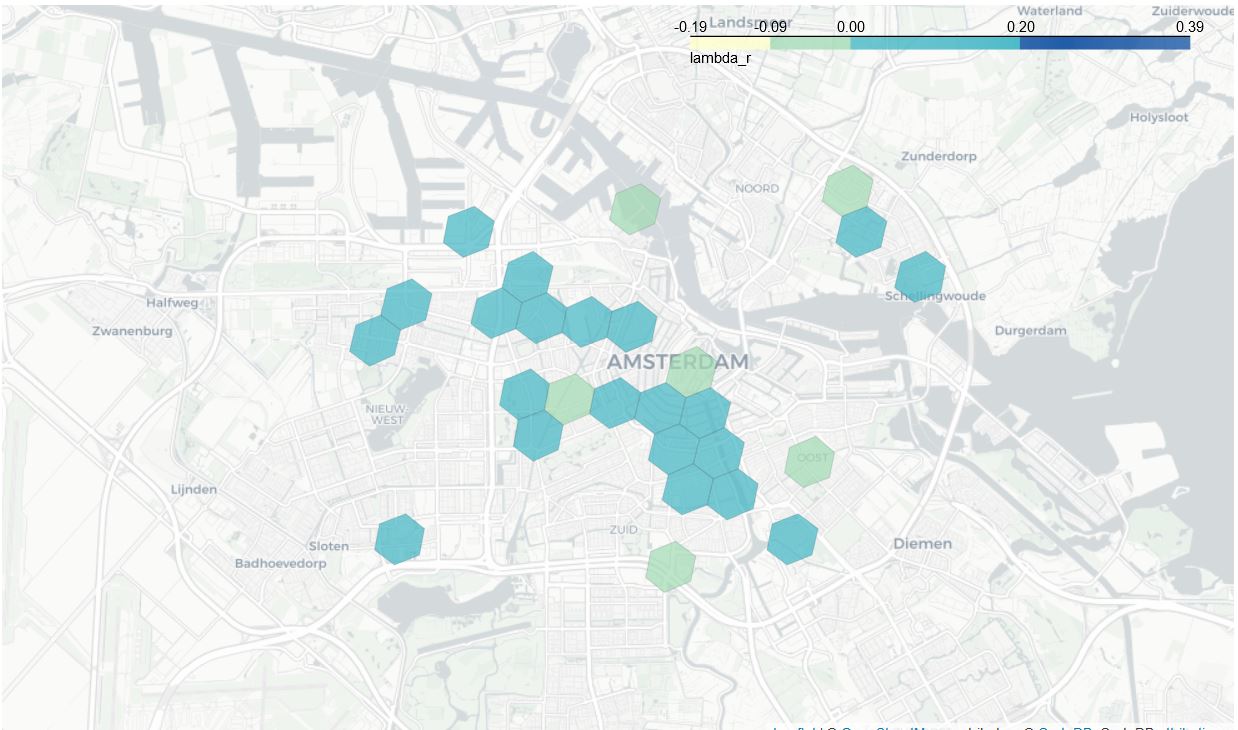 Landsmeer
Waterland
Zuiderwoude
-0.19 -0.09 0.00 0.20 0.39
lambda_r
Holysloot
Zunderdorp
NOORD
Halfweg
Schellingwoude
Zwanenburg
Durgerdam
AMSTERDAM
NIEUW-
WEST
OOST
Lijnden
ZUID
Sloten
Diemen
Badhoevedorp